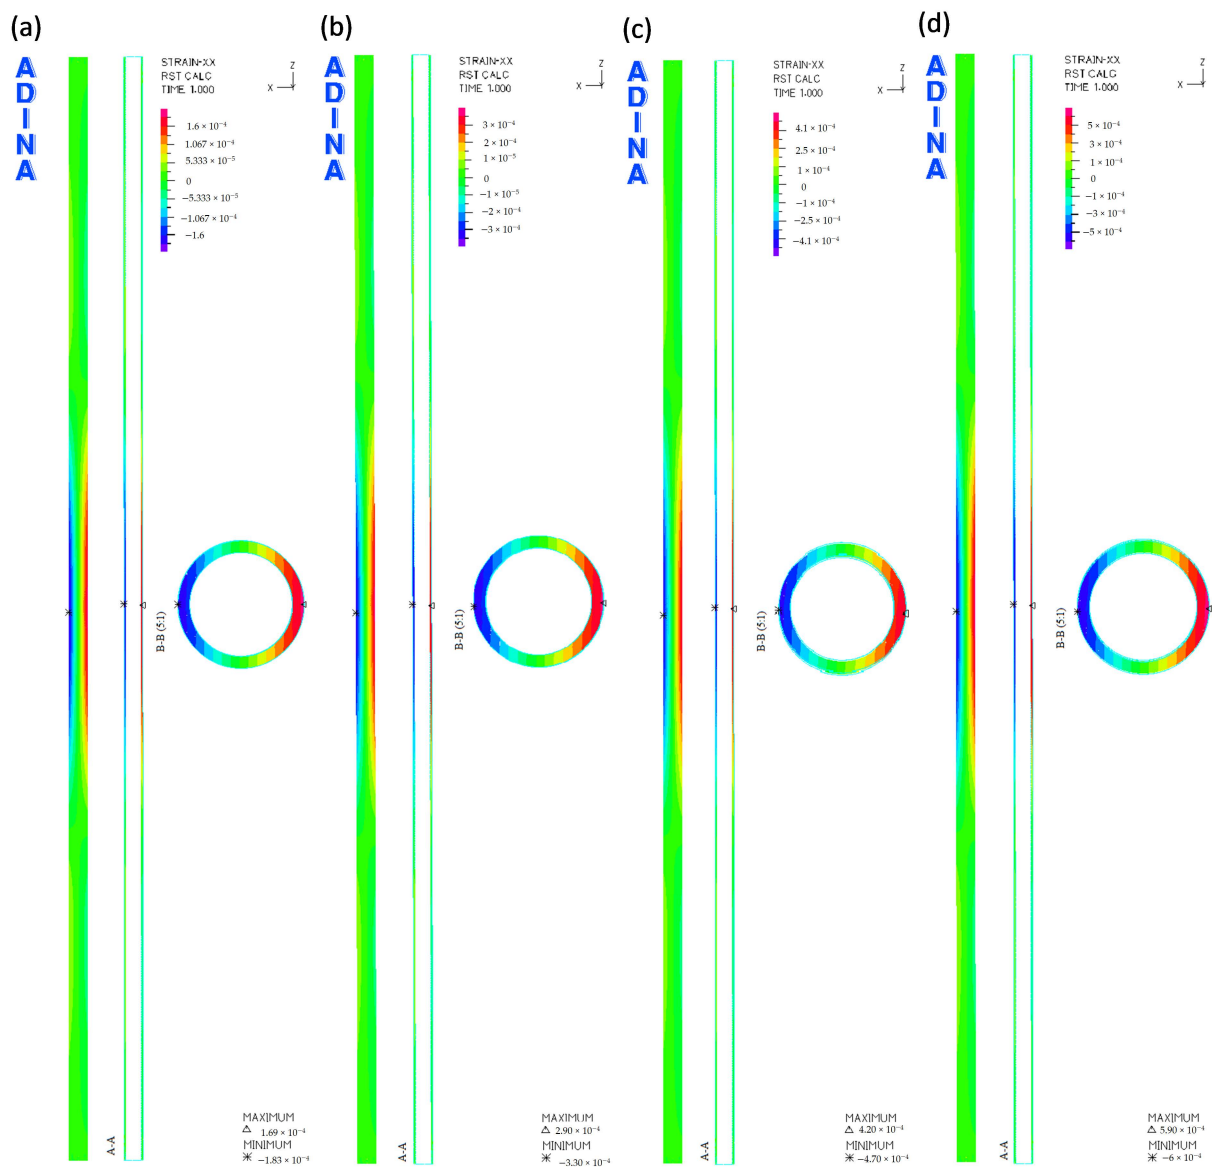 (a)
ADINA
STRAIN-XX
RST CALC
TIME 1.000
Z
X
Y
1.6 × 10⁻⁴
1.067 × 10⁻⁴
5.333 × 10⁻⁵
0
−5.333 × 10⁻⁵
−1.067 × 10⁻⁴
−1.6
B-B (5:1)
A-A
MAXIMUM
△ 1.69 × 10⁻⁴
MINIMUM
* −1.83 × 10⁻⁴
(b)
ADINA
STRAIN-XX
RST CALC
TIME 1.000
Z
X
Y
3 × 10⁻⁴
2 × 10⁻⁴
1 × 10⁻⁵
0
−1 × 10⁻⁵
−2 × 10⁻⁴
−3 × 10⁻⁴
B-B (5:1)
A-A
MAXIMUM
△ 2.90 × 10⁻⁴
MINIMUM
* −3.30 × 10⁻⁴
(c)
ADINA
STRAIN-XX
RST CALC
TIME 1.000
Z
X
Y
4.1 × 10⁻⁴
2.5 × 10⁻⁴
1 × 10⁻⁴
0
−1 × 10⁻⁴
−2.5 × 10⁻⁴
−4.1 × 10⁻⁴
B-B (5:1)
A-A
MAXIMUM
△ 4.20 × 10⁻⁴
MINIMUM
* −4.70 × 10⁻⁴
(d)
ADINA
STRAIN-XX
RST CALC
TIME 1.000
Z
X
Y
5 × 10⁻⁴
3 × 10⁻⁴
1 × 10⁻⁴
0
−1 × 10⁻⁴
−3 × 10⁻⁴
−5 × 10⁻⁴
B-B (5:1)
A-A
MAXIMUM
△ 5.90 × 10⁻⁴
MINIMUM
* −6 × 10⁻⁴